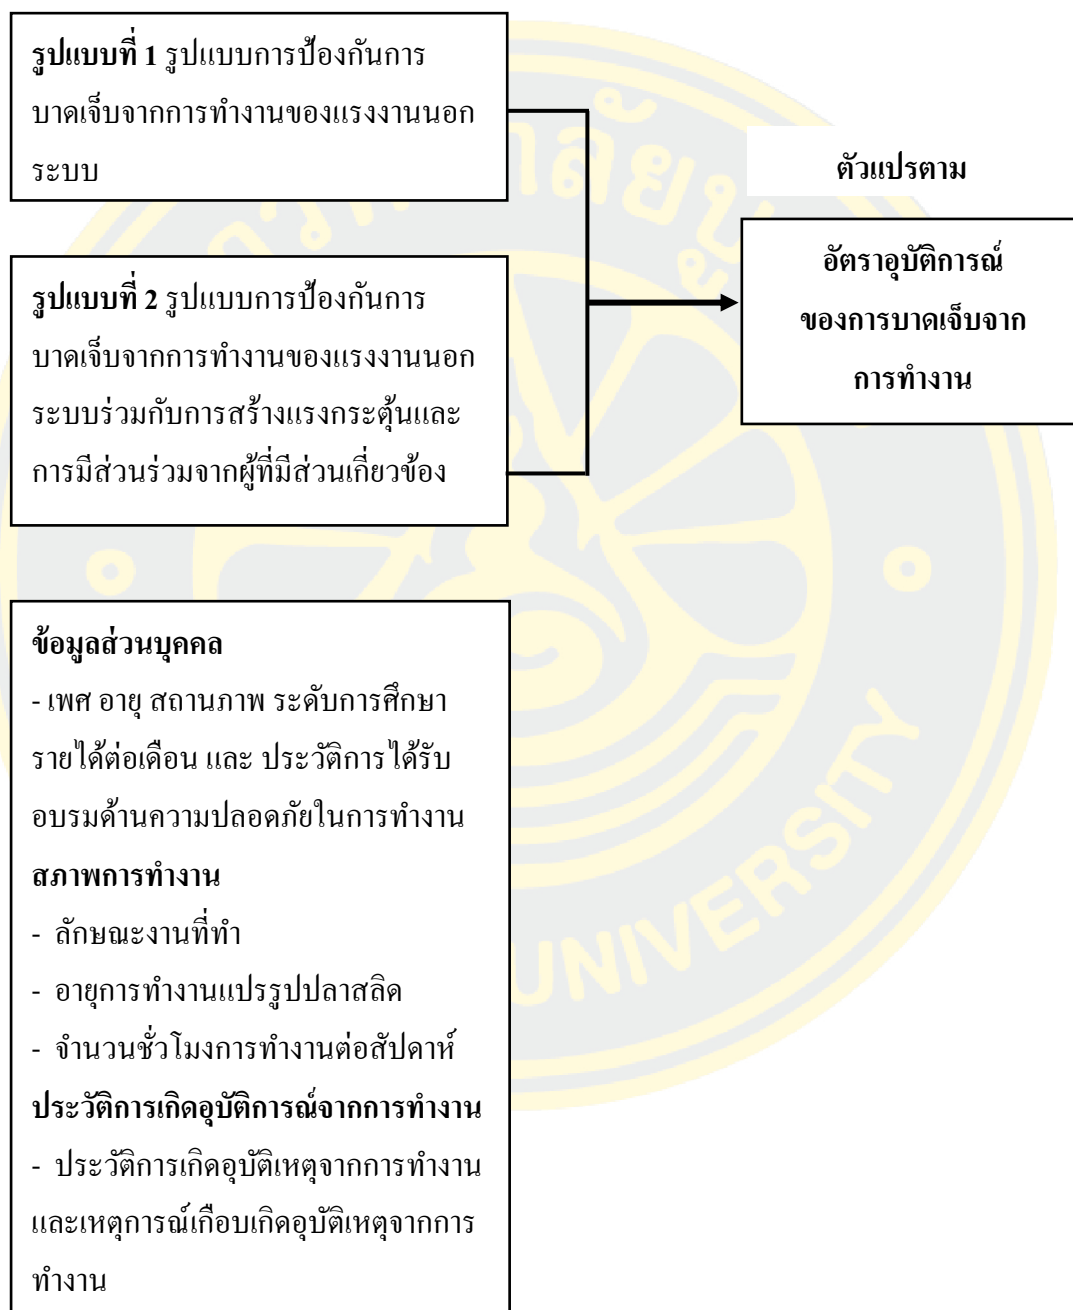 รูปแบบที่ 1 รูปแบบการป้องกันการ
บาดเจ็บจากการทำงานของแรงงานนอก
ระบบ
ตัวแปรตาม
อัตราอุบัติการณ์
ของการบาดเจ็บจาก
การทำงาน
รูปแบบที่ 2 รูปแบบการป้องกันการ
บาดเจ็บจากการทำงานของแรงงานนอก
ระบบร่วมกับการสร้างแรงกระตุ้นและ
การมีส่วนร่วมจากผู้ที่มีส่วนเกี่ยวข้อง
ข้อมูลส่วนบุคคล
- เพศ อายุ สถานภาพ ระดับการศึกษา
รายได้ต่อเดือน และ ประวัติการได้รับ
อบรมด้านความปลอดภัยในการทำงาน
สภาพการทำงาน
- ลักษณะงานที่ทำ
- อายุการทำงานแปรรูปปลาสลิด
- จำนวนชั่วโมงการทำงานต่อสัปดาห์
ประวัติการเกิดอุบัติการณ์จากการทำงาน
- ประวัติการเกิดอุบัติเหตุจากการทำงาน
และเหตุการณ์เกือบเกิดอุบัติเหตุจากการ
ทำงาน
UNIVERSITY